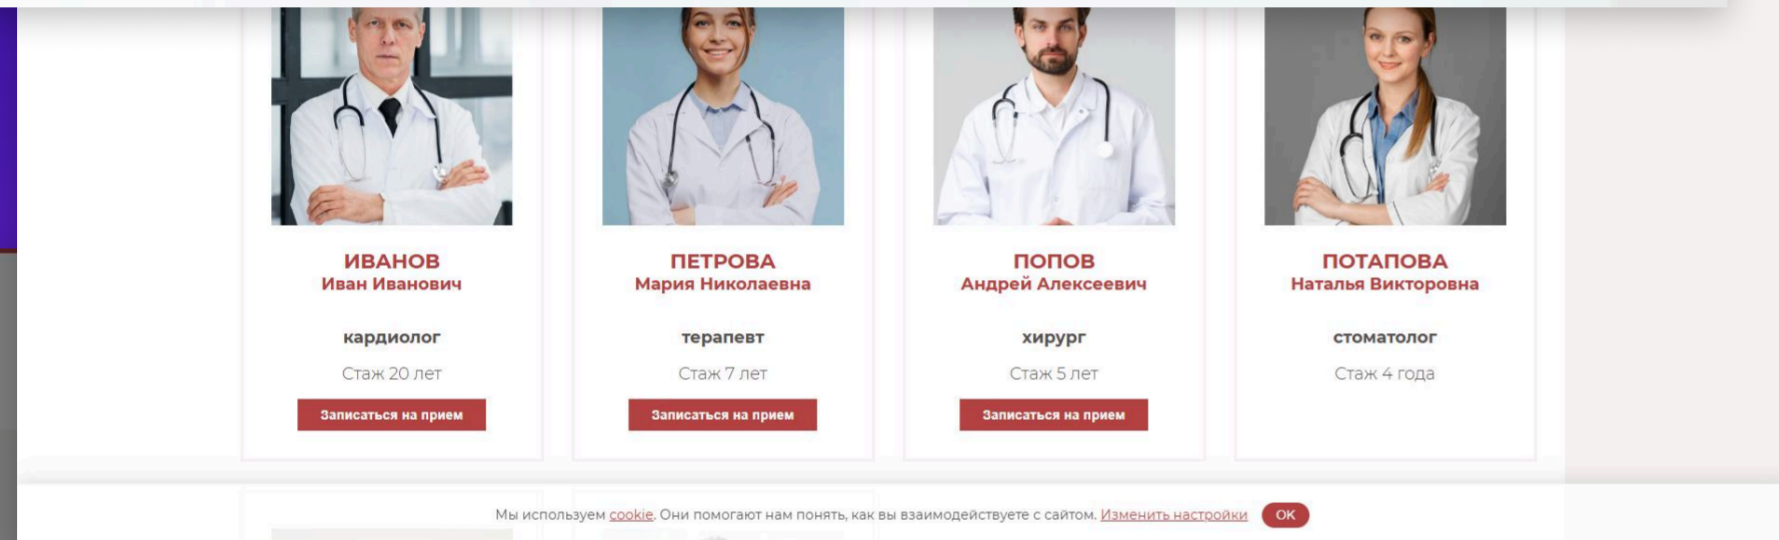 ИВАНОВ
Иван Иванович
кардиолог
Стаж 20 лет
Записаться на прием
ПЕТРОВА
Мария Николаевна
терапевт
Стаж 7 лет
Записаться на прием
ПОПОВ
Андрей Алексеевич
хирург
Стаж 5 лет
Записаться на прием
ПОТАПОВА
Наталья Викторовна
стоматолог
Стаж 4 года
Мы используем cookie. Они помогают нам понять, как вы взаимодействуете с сайтом. Изменить настройки OK